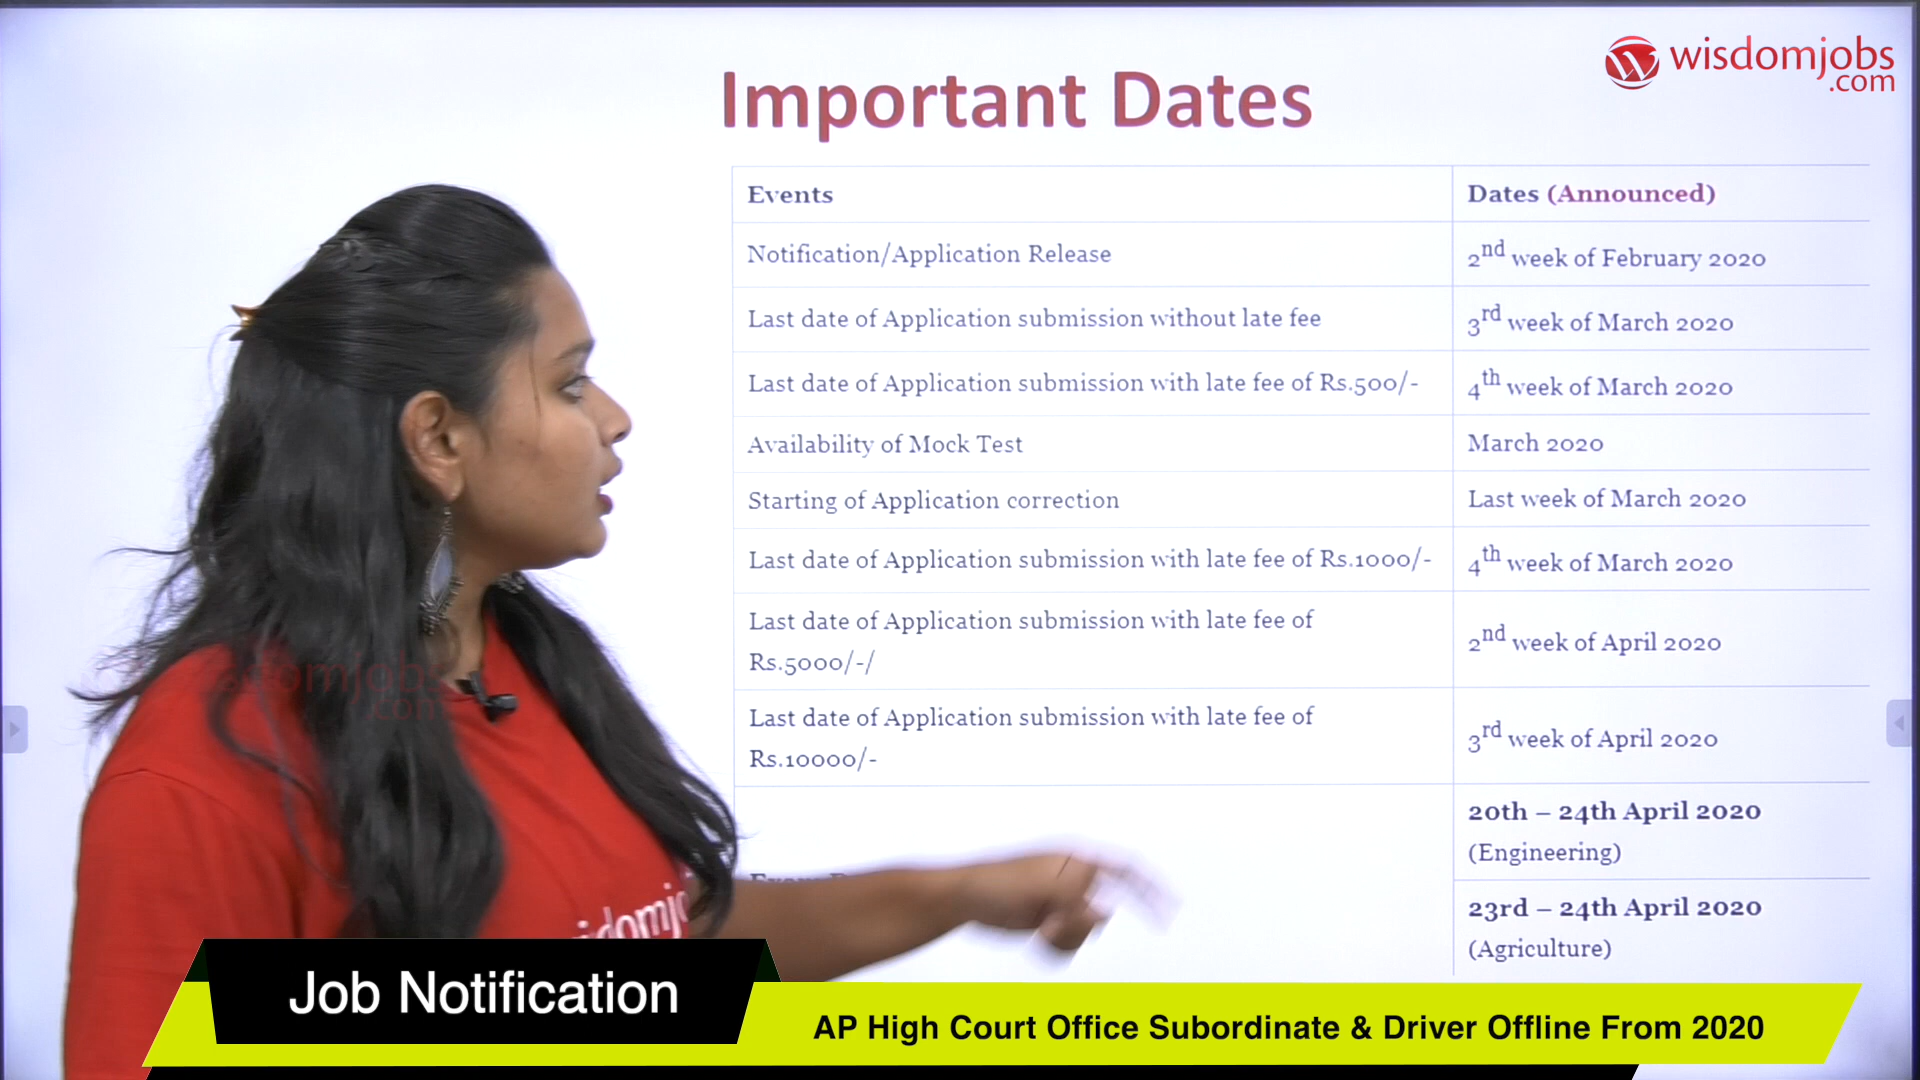 wisdomjobs
.com
Important Dates
Events
Dates (Announced)
Notification/Application Release
2nd week of February 2020
Last date of Application submission without late fee
3rd week of March 2020
Last date of Application submission with late fee of Rs.500/-
4th week of March 2020
Availability of Mock Test
March 2020
Starting of Application correction
Last week of March 2020
Last date of Application submission with late fee of Rs.1000/-
4th week of March 2020
Last date of Application submission with late fee of
Rs.5000/-/
2nd week of April 2020
Last date of Application submission with late fee of
Rs.10000/-
3rd week of April 2020
20th – 24th April 2020
(Engineering)
23rd – 24th April 2020
(Agriculture)
wisdomjobs
.com
Job Notification
AP High Court Office Subordinate & Driver Offline From 2020